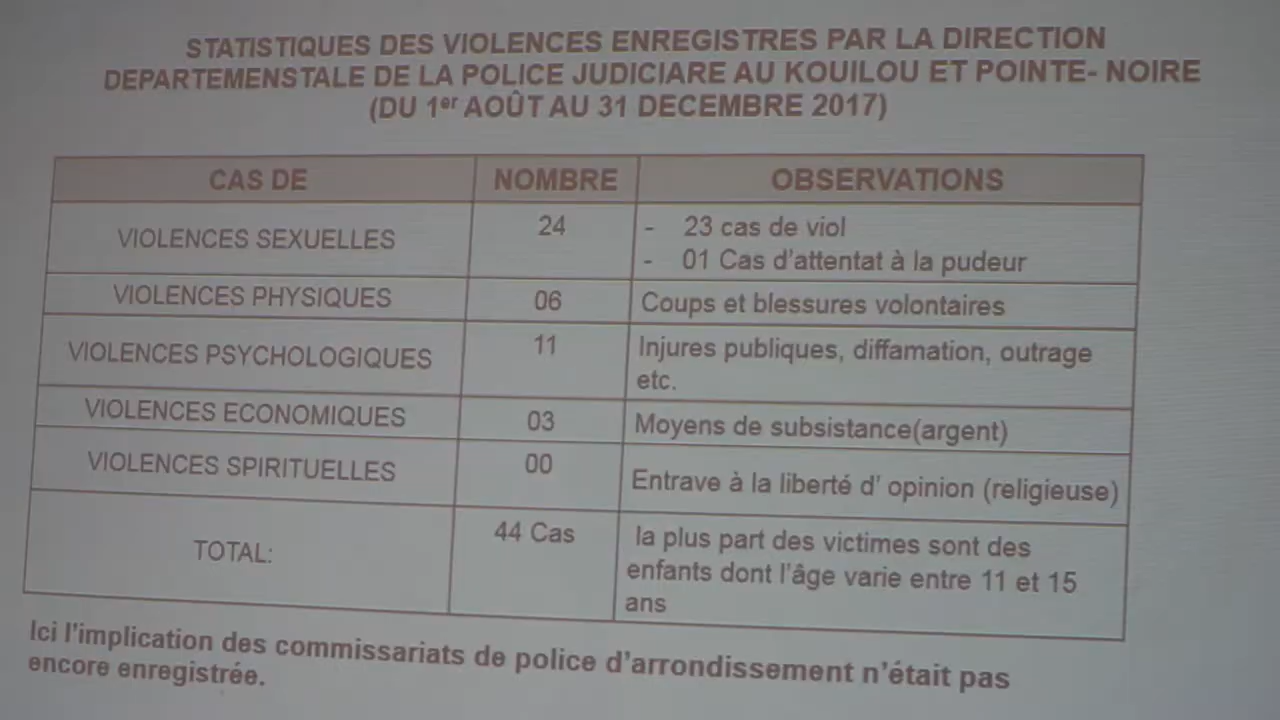 STATISTIQUES DES VIOLENCES ENREGISTRES PAR LA DIRECTION
DEPARTEMENSTALE DE LA POLICE JUDICIARE AU KOUILOU ET POINTE- NOIRE
(DU 1er AOÛT AU 31 DECEMBRE 2017)
CAS DE NOMBRE OBSERVATIONS
VIOLENCES SEXUELLES 24 - 23 cas de viol
- 01 Cas d'attentat à la pudeur
VIOLENCES PHYSIQUES 06 Coups et blessures volontaires
VIOLENCES PSYCHOLOGIQUES 11 Injures publiques, diffamation, outrage
etc.
VIOLENCES ECONOMIQUES 03 Moyens de subsistance(argent)
VIOLENCES SPIRITUELLES 00 Entrave à la liberté d' opinion (religieuse)
TOTAL: 44 Cas la plus part des victimes sont des
enfants dont l'âge varie entre 11 et 15
ans
Ici l'implication des commissariats de police d'arrondissement n'était pas
encore enregistrée.